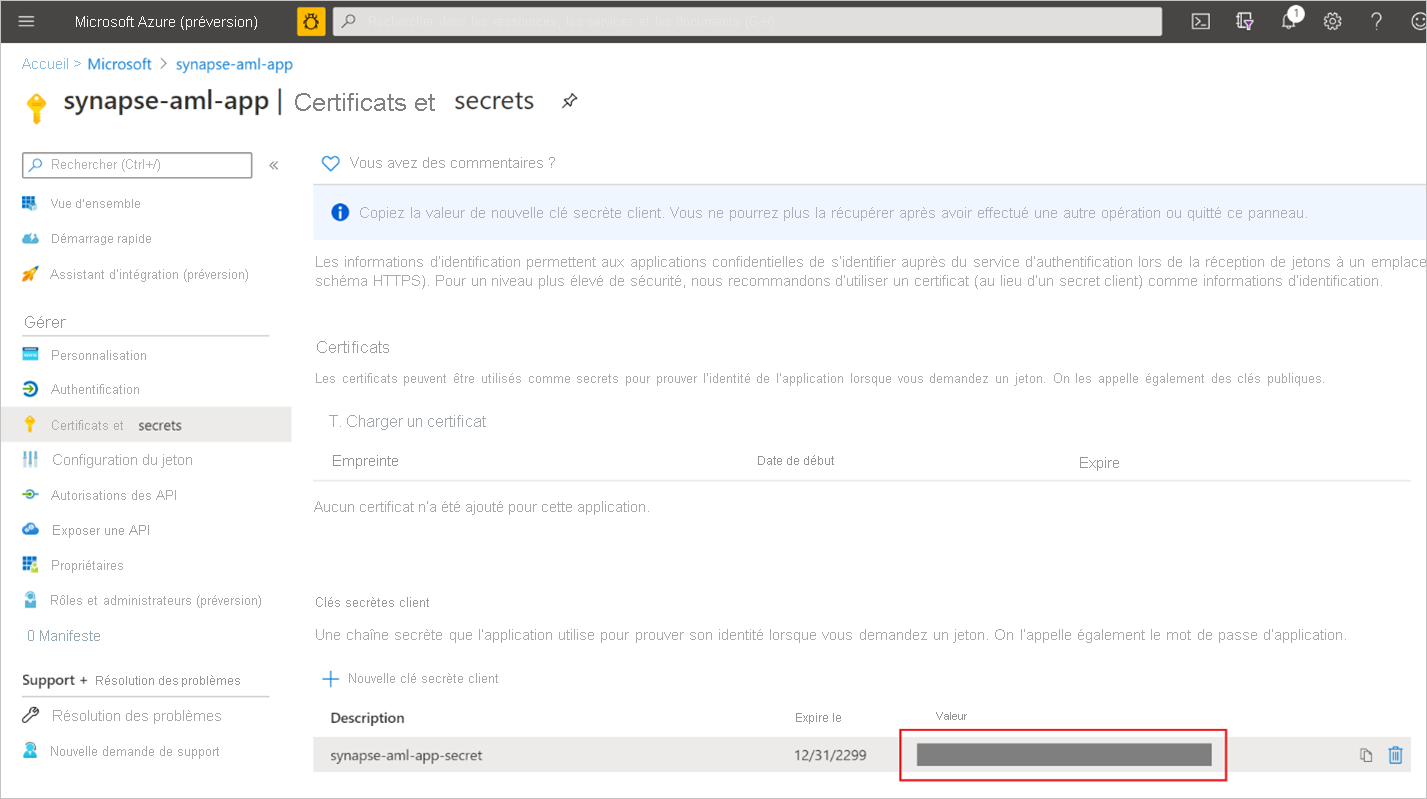 Microsoft Azure (préversion)
Rechercher dans les ressources, les services et les documents (G+/)
1
Accueil > Microsoft > synapse-aml-app
synapse-aml-app | Certificats et secrets
Rechercher (Ctrl+/)
«
Vue d'ensemble
Démarrage rapide
Assistant d'intégration (préversion)
Gérer
Personnalisation
Authentification
Certificats et secrets
Configuration du jeton
Autorisations des API
Exposer une API
Propriétaires
Rôles et administrateurs (préversion)
0 Manifeste
Support + Résolution des problèmes
Résolution des problèmes
Nouvelle demande de support
Vous avez des commentaires ?
Copiez la valeur de nouvelle clé secrète client. Vous ne pourrez plus la récupérer après avoir effectué une autre opération ou quitté ce panneau.
Les informations d'identification permettent aux applications confidentielles de s'identifier auprès du service d'authentification lors de la réception de jetons à un emplace
schéma HTTPS). Pour un niveau plus élevé de sécurité, nous recommandons d'utiliser un certificat (au lieu d'un secret client) comme informations d'identification.
Certificats
Les certificats peuvent être utilisés comme secrets pour prouver l'identité de l'application lorsque vous demandez un jeton. On les appelle également des clés publiques.
T. Charger un certificat
Empreinte Date de début Expire
Aucun certificat n'a été ajouté pour cette application.
Clés secrètes client
Une chaîne secrète que l'application utilise pour prouver son identité lorsque vous demandez un jeton. On l'appelle également le mot de passe d'application.
Nouvelle clé secrète client
Description Expire le Valeur
synapse-aml-app-secret 12/31/2299